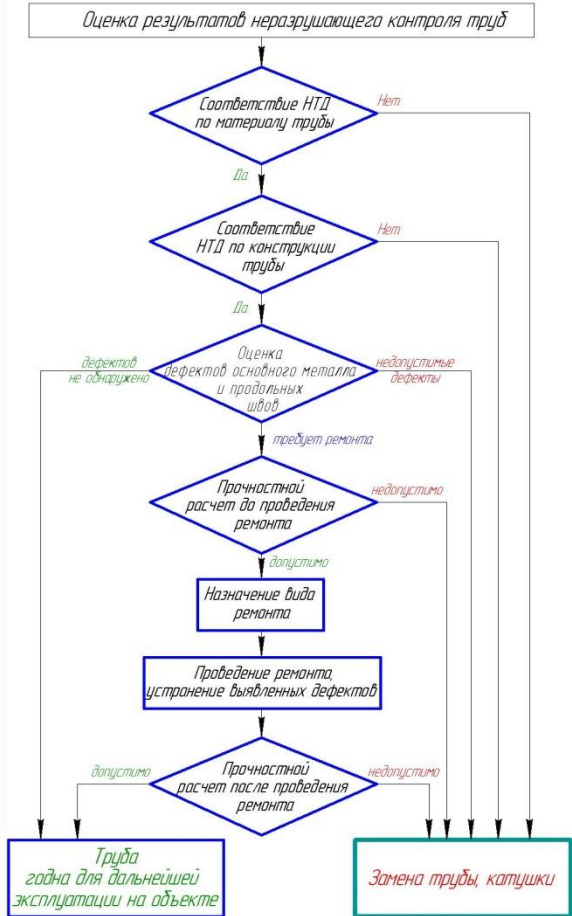 Оценка результатов неразрушающего контроля труб
Соответствие НТД
по материалу трубы
Нет
Да
Соответствие
НТД по конструкции
трубы
Нет
Да
Оценка
дефектов основного металла
и продольных
швов
дефектов
не обнаружено
недопустимые
дефекты
требует ремонта
Прочностной
расчет до проведения
ремонта
недопустимо
допустимо
Назначение вида
ремонта
Проведение ремонта,
устранение выявленных дефектов
Прочностной
расчет после проведения
ремонта
допустимо
недопустимо
Труба
годна для дальнейшей
эксплуатации на объекте
Замена трубы, катушки